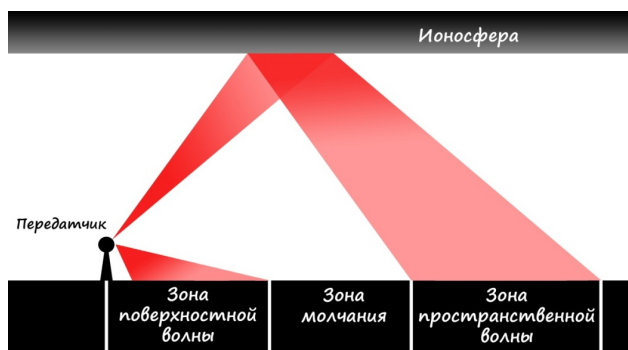 Ионосфера
Передатчик
Зона
поверхностной
волны
Зона
молчания
Зона
пространственной
волны